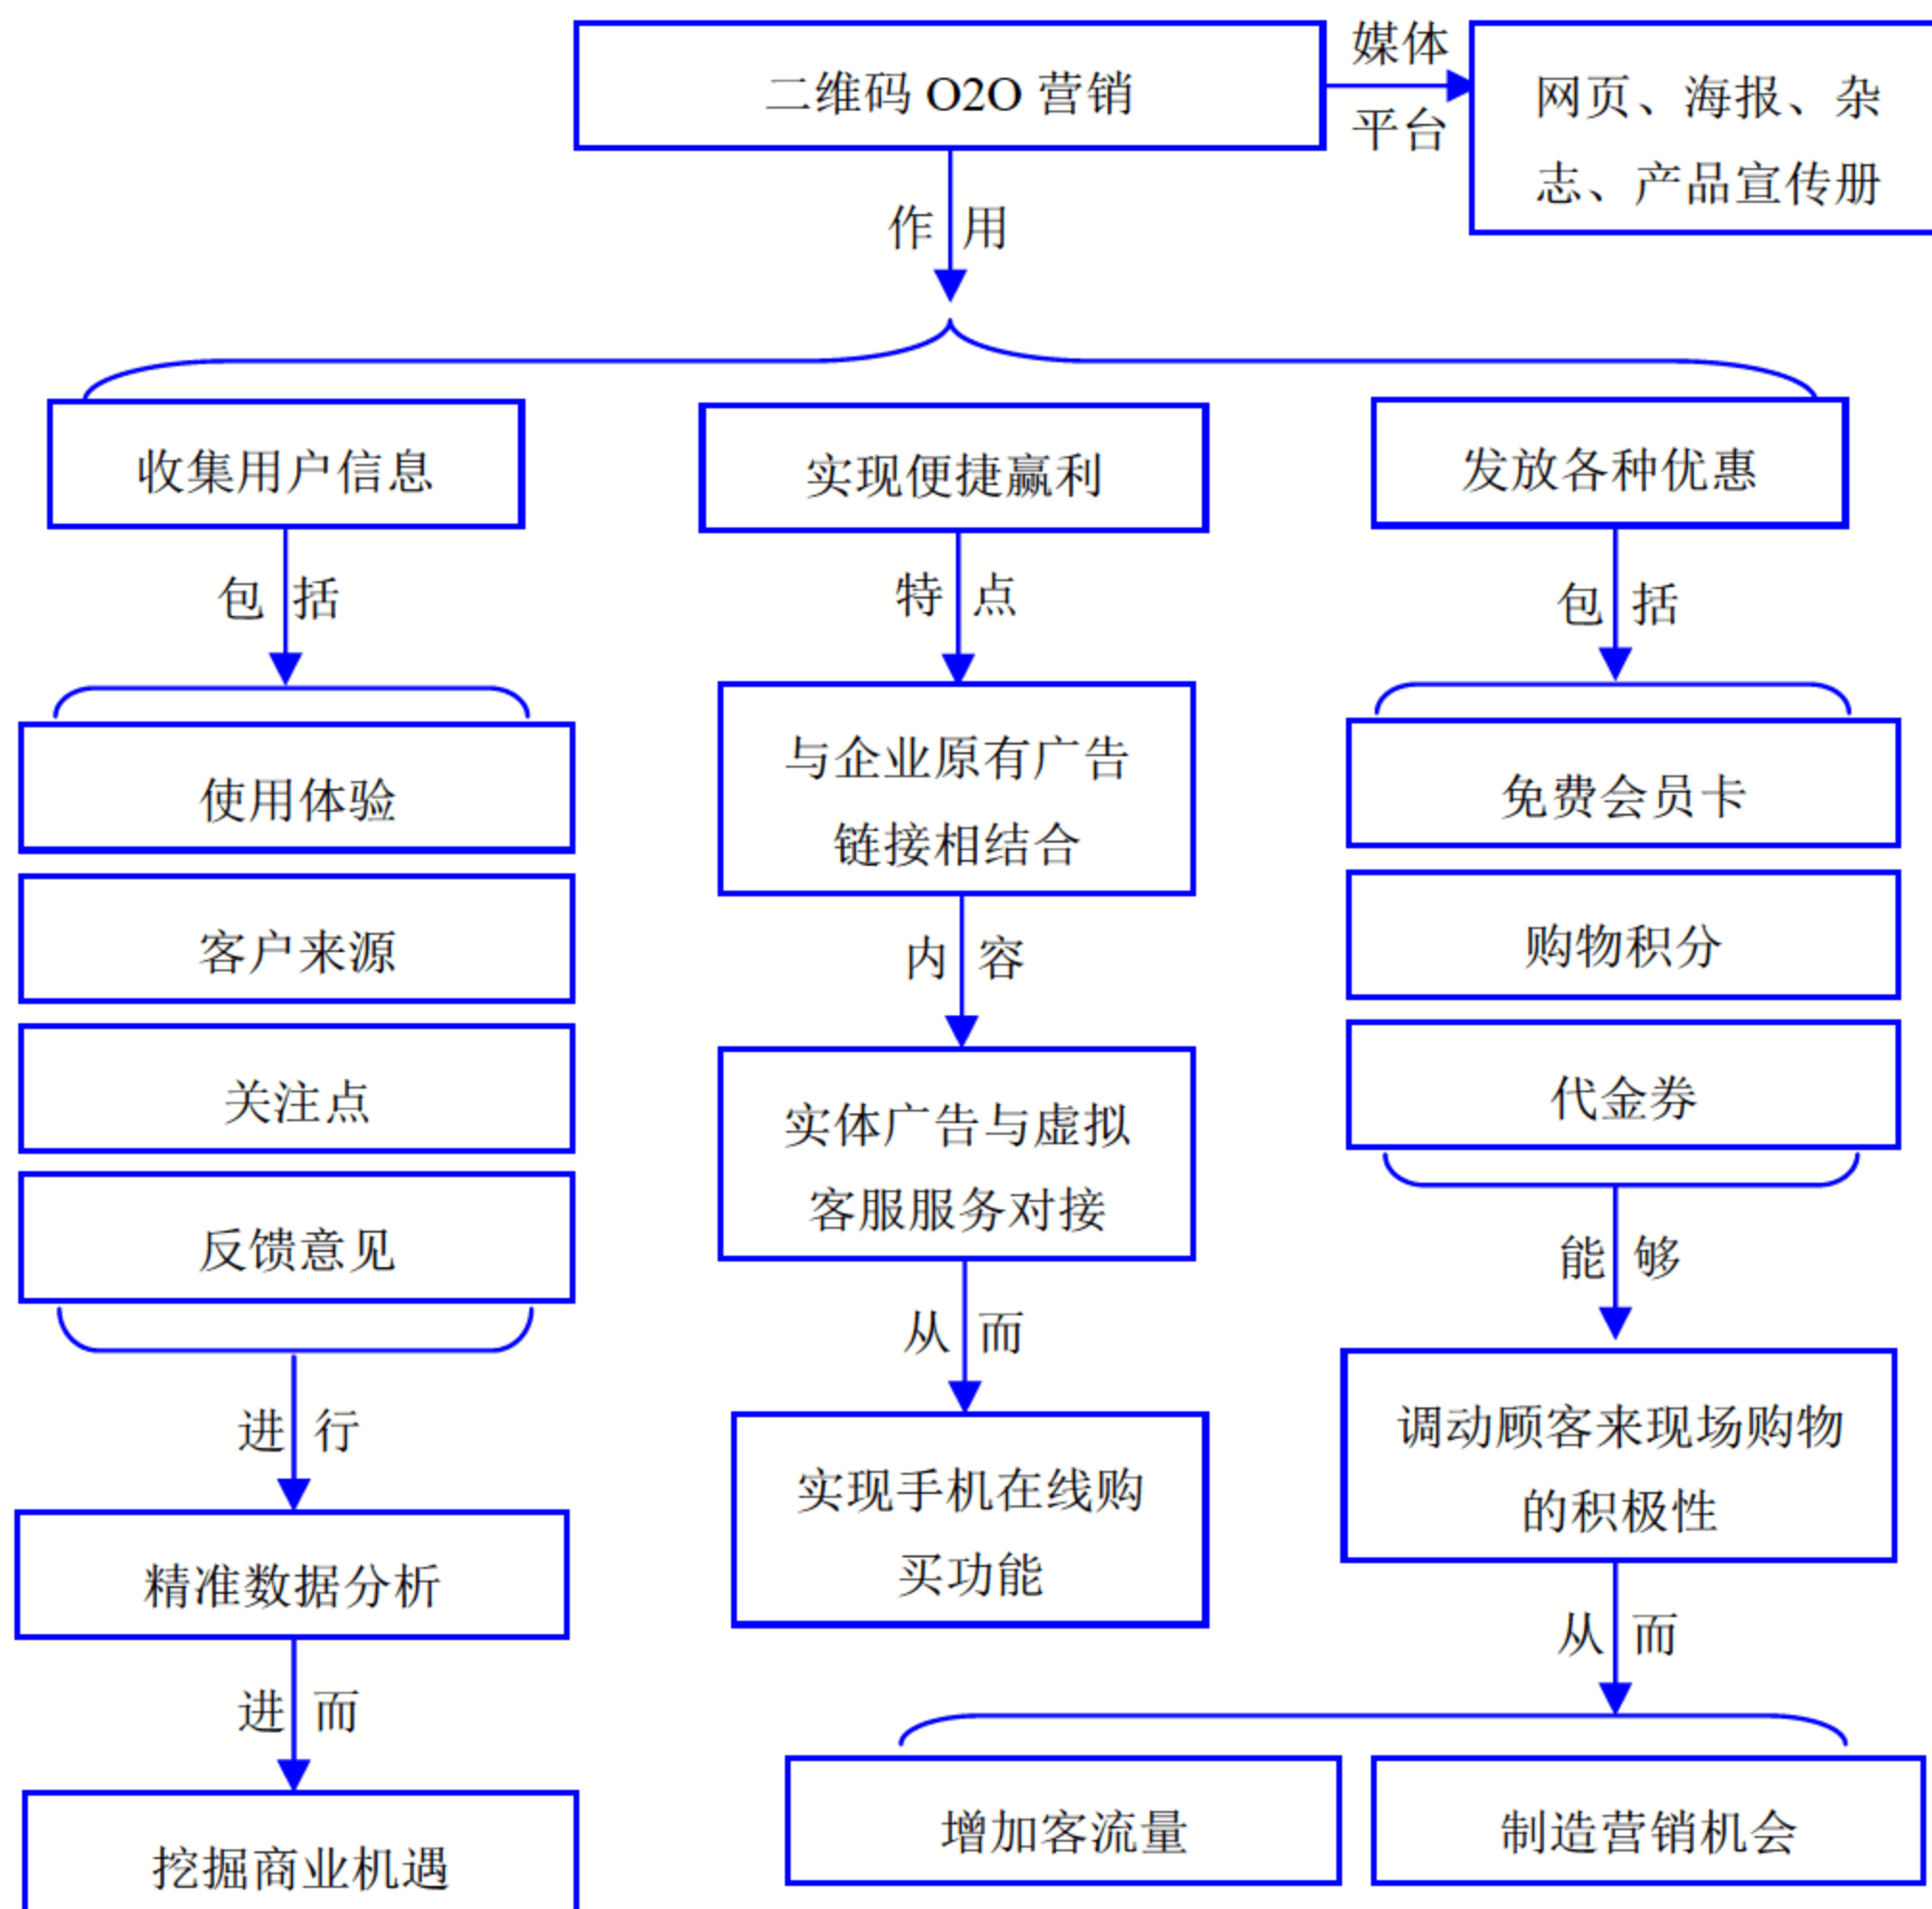 二维码 O2O 营销
媒体
平台
网页、海报、杂
志、产品宣传册
作 用
收集用户信息
实现便捷赢利
发放各种优惠
包 括
特 点
包 括
使用体验
客户来源
关注点
反馈意见
进 行
精准数据分析
进 而
挖掘商业机遇
与企业原有广告
链接相结合
内 容
实体广告与虚拟
客服服务对接
从 而
实现手机在线购
买功能
免费会员卡
购物积分
代金券
能 够
调动顾客来现场购物
的积极性
从 而
增加客流量
制造营销机会